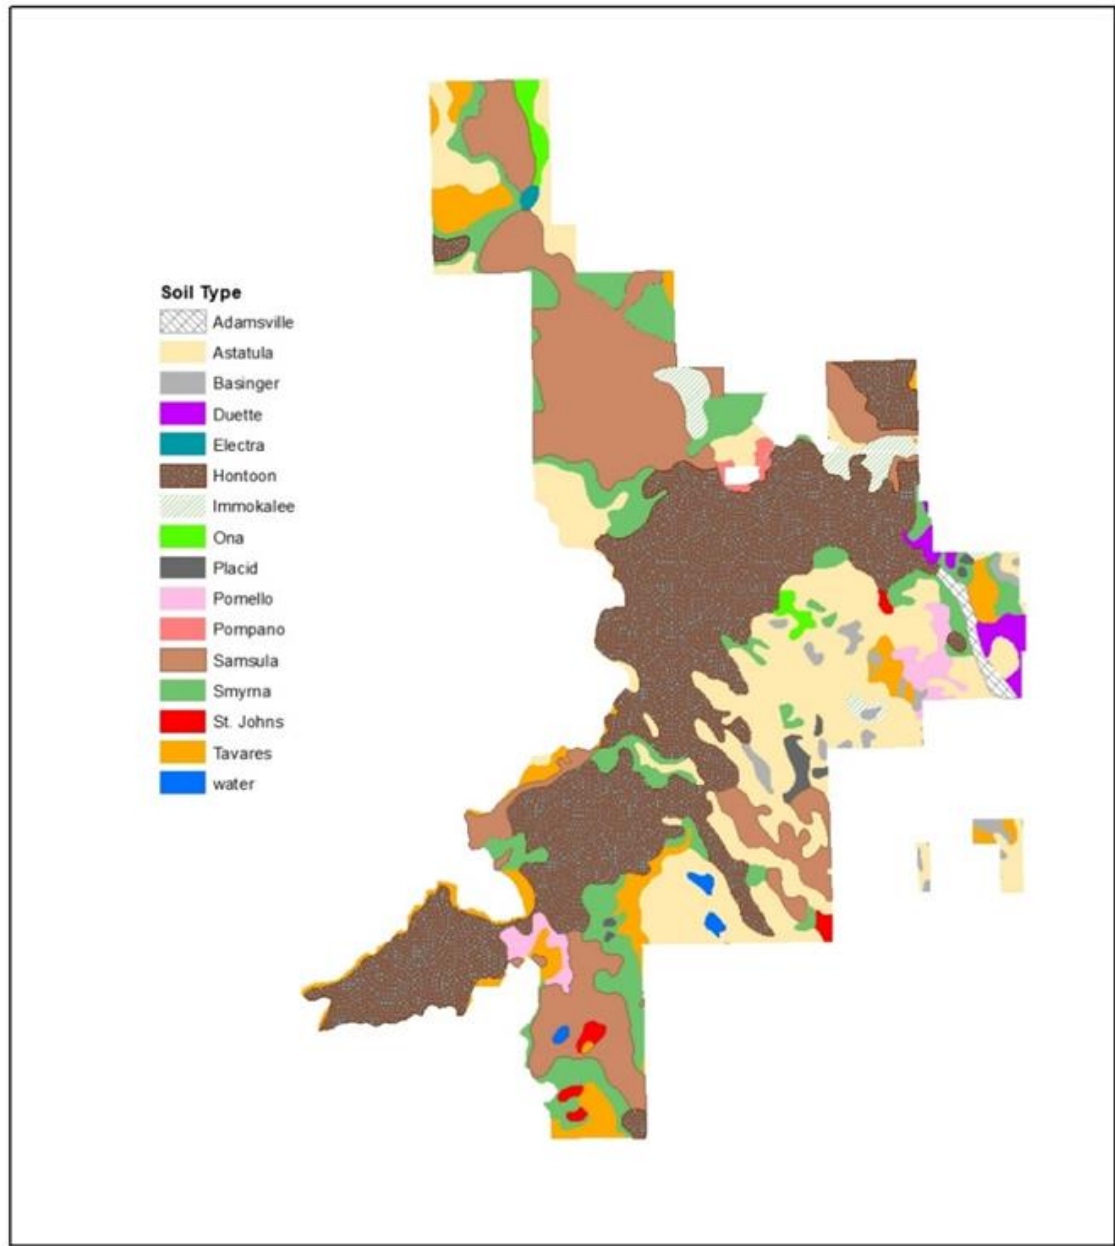 Soil Type
Adamsville
Astatula
Basinger
Duette
Electra
Hontoon
Immokalee
Ona
Placid
Pomello
Pompano
Samsula
Smyrna
St. Johns
Tavares
water